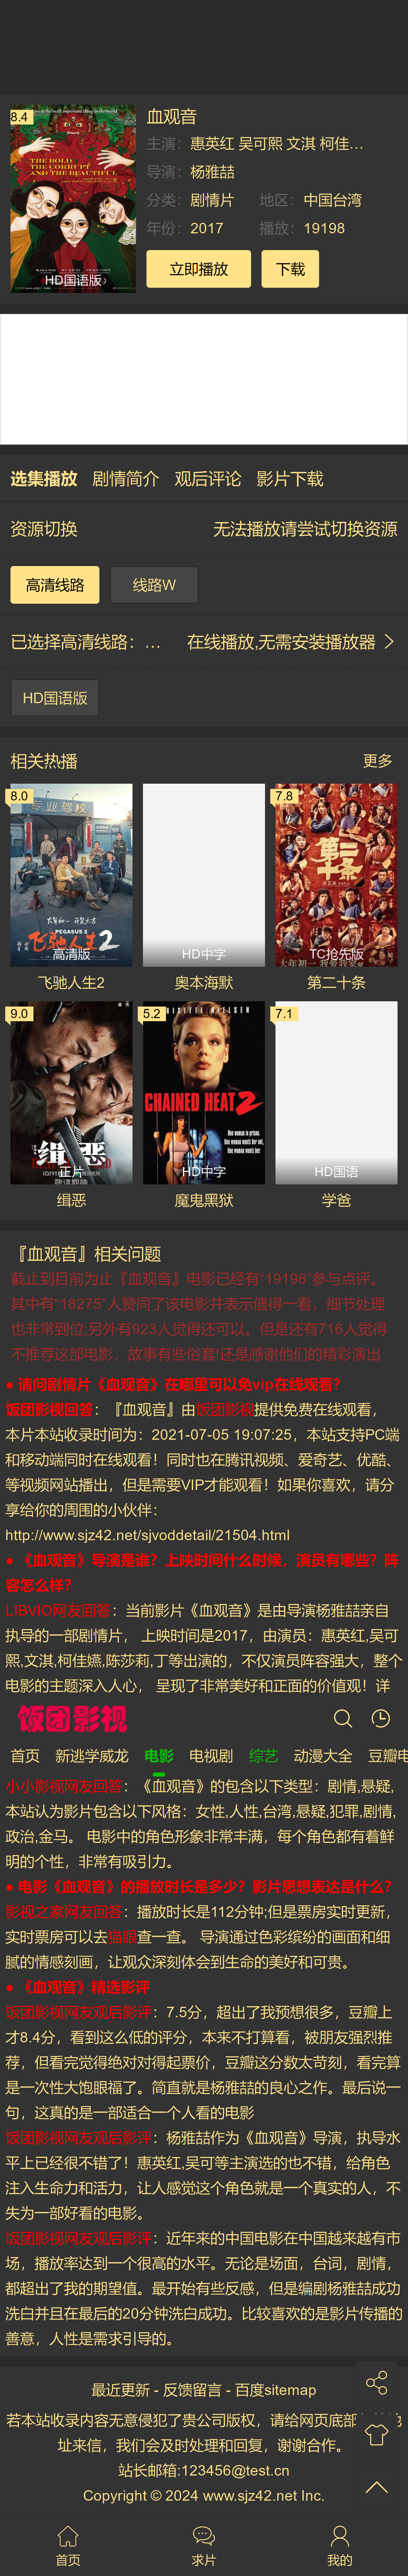 8.4
THE BOLD
THE CORRUPT
AND THE BEAUTIFUL
HD国语版
血观音
主演：惠英红 吴可熙 文淇 柯佳…
导演：杨雅喆
分类：剧情片 地区：中国台湾
年份：2017 播放：19198
立即播放 下载
选集播放 剧情简介 观后评论 影片下载
资源切换 无法播放请尝试切换资源
高清线路 线路W
已选择高清线路：… 在线播放,无需安装播放器
HD国语版
相关热播 更多
8.0
专业驾校
PEGASUS 2
飞驰人生2
高清版
HD中字
7.8
第二十条
TC抢先版
飞驰人生2 奥本海默 第二十条
9.0
缉恶
正片
5.2
BRIGITTE NIELSEN
CHAINED HEAT 2
HD中字
7.1
HD国语
缉恶 魔鬼黑狱 学爸
『血观音』相关问题
截止到目前为止『血观音』电影已经有“19198”参与点评。
其中有“18275”人赞同了该电影并表示值得一看，细节处理
也非常到位;另外有923人觉得还可以。但是还有716人觉得
不推荐这部电影，故事有些俗套!还是感谢他们的精彩演出
● 请问剧情片《血观音》在哪里可以免vip在线观看?
饭团影视回答：『血观音』由饭团影视提供免费在线观看，
本片本站收录时间为：2021-07-05 19:07:25，本站支持PC端
和移动端同时在线观看！同时也在腾讯视频、爱奇艺、优酷、
等视频网站播出，但是需要VIP才能观看！如果你喜欢，请分
享给你的周围的小伙伴：
http://www.sjz42.net/sjvoddetail/21504.html
● 《血观音》导演是谁？上映时间什么时候，演员有哪些？阵
容怎么样?
LIBVIO网友回答：当前影片《血观音》是由导演杨雅喆亲自
执导的一部剧情片， 上映时间是2017，由演员：惠英红,吴可
熙,文淇,柯佳嬿,陈莎莉,丁等出演的，不仅演员阵容强大，整个
电影的主题深入人心， 呈现了非常美好和正面的价值观！详
饭团影视
首页 新逃学威龙 电影 电视剧 综艺 动漫大全 豆瓣电
小小影视网友回答：《血观音》的包含以下类型：剧情,悬疑,
本站认为影片包含以下风格：女性,人性,台湾,悬疑,犯罪,剧情,
政治,金马。 电影中的角色形象非常丰满，每个角色都有着鲜
明的个性，非常有吸引力。
● 电影《血观音》的播放时长是多少？影片思想表达是什么?
影视之家网友回答：播放时长是112分钟;但是票房实时更新，
实时票房可以去猫眼查一查。 导演通过色彩缤纷的画面和细
腻的情感刻画，让观众深刻体会到生命的美好和可贵。
● 《血观音》精选影评
饭团影视网友观后影评：7.5分，超出了我预想很多，豆瓣上
才8.4分，看到这么低的评分，本来不打算看，被朋友强烈推
荐，但看完觉得绝对对得起票价，豆瓣这分数太苛刻，看完算
是一次性大饱眼福了。简直就是杨雅喆的良心之作。最后说一
句，这真的是一部适合一个人看的电影
饭团影视网友观后影评：杨雅喆作为《血观音》导演，执导水
平上已经很不错了！惠英红,吴可等主演选的也不错，给角色
注入生命力和活力，让人感觉这个角色就是一个真实的人，不
失为一部好看的电影。
饭团影视网友观后影评：近年来的中国电影在中国越来越有市
场，播放率达到一个很高的水平。无论是场面，台词，剧情，
都超出了我的期望值。最开始有些反感，但是编剧杨雅喆成功
洗白并且在最后的20分钟洗白成功。比较喜欢的是影片传播的
善意，人性是需求引导的。
最近更新 - 反馈留言 - 百度sitemap
若本站收录内容无意侵犯了贵公司版权，请给网页底部
址来信，我们会及时处理和回复，谢谢合作。
站长邮箱:123456@test.cn
Copyright © 2024 www.sjz42.net Inc.
首页 求片 我的